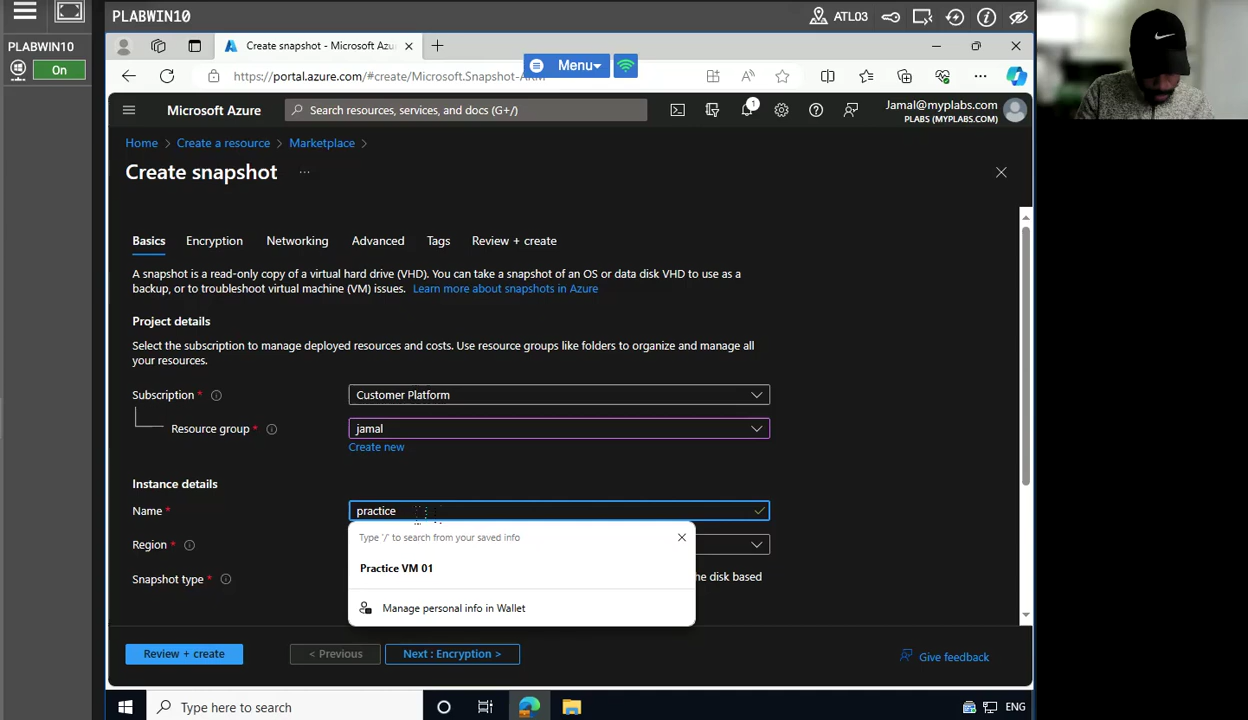 PLABWIN10
ATL03
PLABWIN10
On
Create snapshot - Microsoft Azu
Menu
https://portal.azure.com/#create/Microsoft.Snapshot-ARM
Microsoft Azure
Search resources, services, and docs (G+/)
1
Jamal@myplabs.com
PLABS (MYPLABS.COM)
Home > Create a resource > Marketplace >
Create snapshot ...
Basics Encryption Networking Advanced Tags Review + create
A snapshot is a read-only copy of a virtual hard drive (VHD). You can take a snapshot of an OS or data disk VHD to use as a
backup, or to troubleshoot virtual machine (VM) issues. Learn more about snapshots in Azure
Project details
Select the subscription to manage deployed resources and costs. Use resource groups like folders to organize and manage all
your resources.
Subscription * Customer Platform
Resource group * jamal
Create new
Instance details
Name * practice
Type '/' to search from your saved info
Region *
Practice VM 01
Snapshot type * he disk based
Manage personal info in Wallet
Review + create < Previous Next : Encryption > Give feedback
Type here to search
ENG